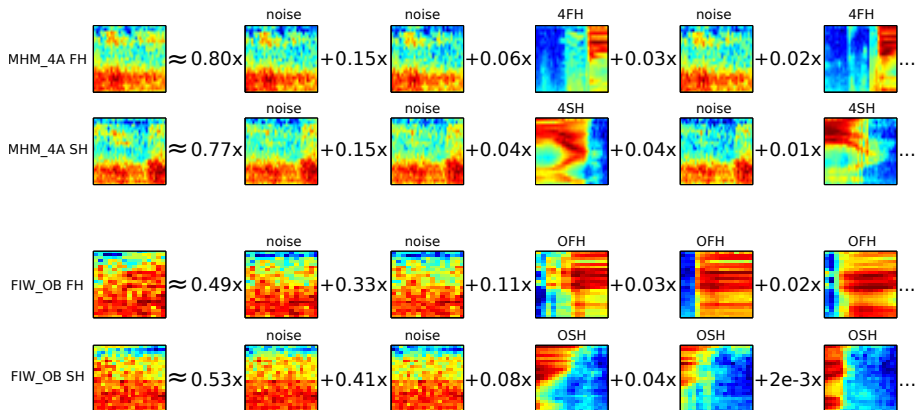 noise noise 4FH noise 4FH
MHM_4A FH ≈ 0.80x +0.15x +0.06x +0.03x +0.02x ...
noise noise 4SH noise 4SH
MHM_4A SH ≈ 0.77x +0.15x +0.04x +0.04x +0.01x ...
noise noise OFH OFH OFH
FIW_OB FH ≈ 0.49x +0.33x +0.11x +0.03x +0.02x ...
noise noise OSH OSH OSH
FIW_OB SH ≈ 0.53x +0.41x +0.08x +0.04x +2e-3x ...